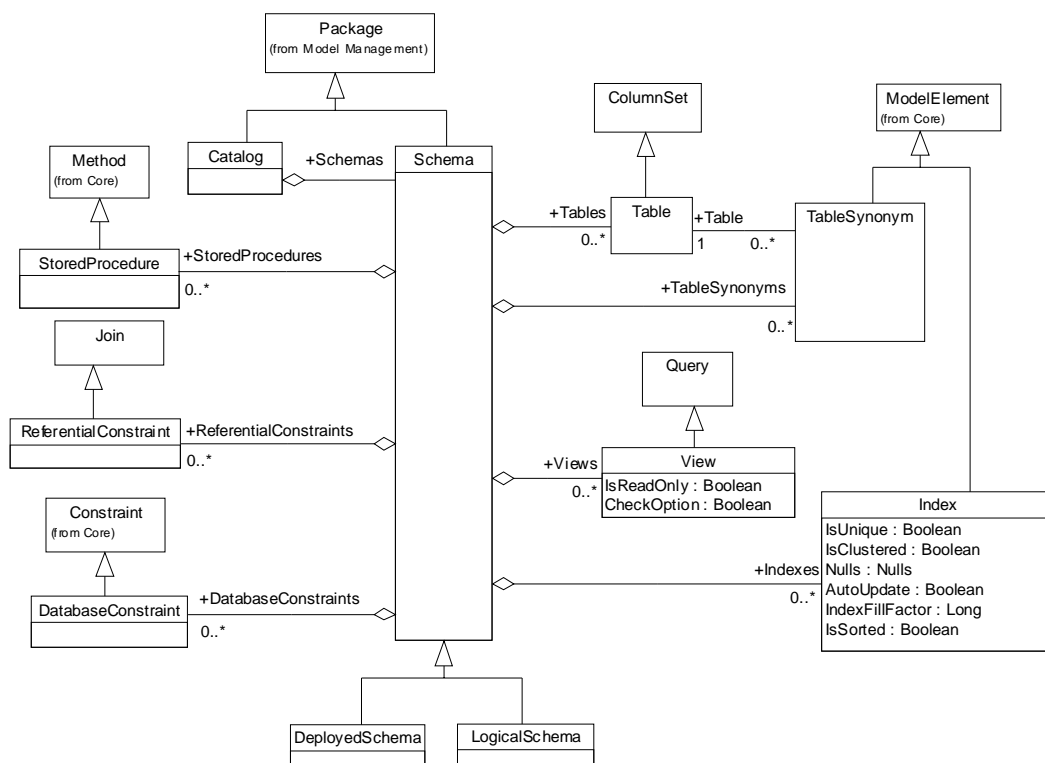 Package
(from Model Management)
ColumnSet
ModelElement
(from Core)
Method
(from Core)
Catalog
+Schemas
Schema
+Tables
0..*
Table
+Table
1
0..*
TableSynonym
StoredProcedure
+StoredProcedures
0..*
+TableSynonyms
0..*
Join
Query
ReferentialConstraint
+ReferentialConstraints
0..*
+Views
0..*
View
IsReadOnly : Boolean
CheckOption : Boolean
Constraint
(from Core)
Index
IsUnique : Boolean
IsClustered : Boolean
Nulls : Nulls
AutoUpdate : Boolean
IndexFillFactor : Long
IsSorted : Boolean
+Indexes
0..*
DatabaseConstraint
+DatabaseConstraints
0..*
DeployedSchema
LogicalSchema